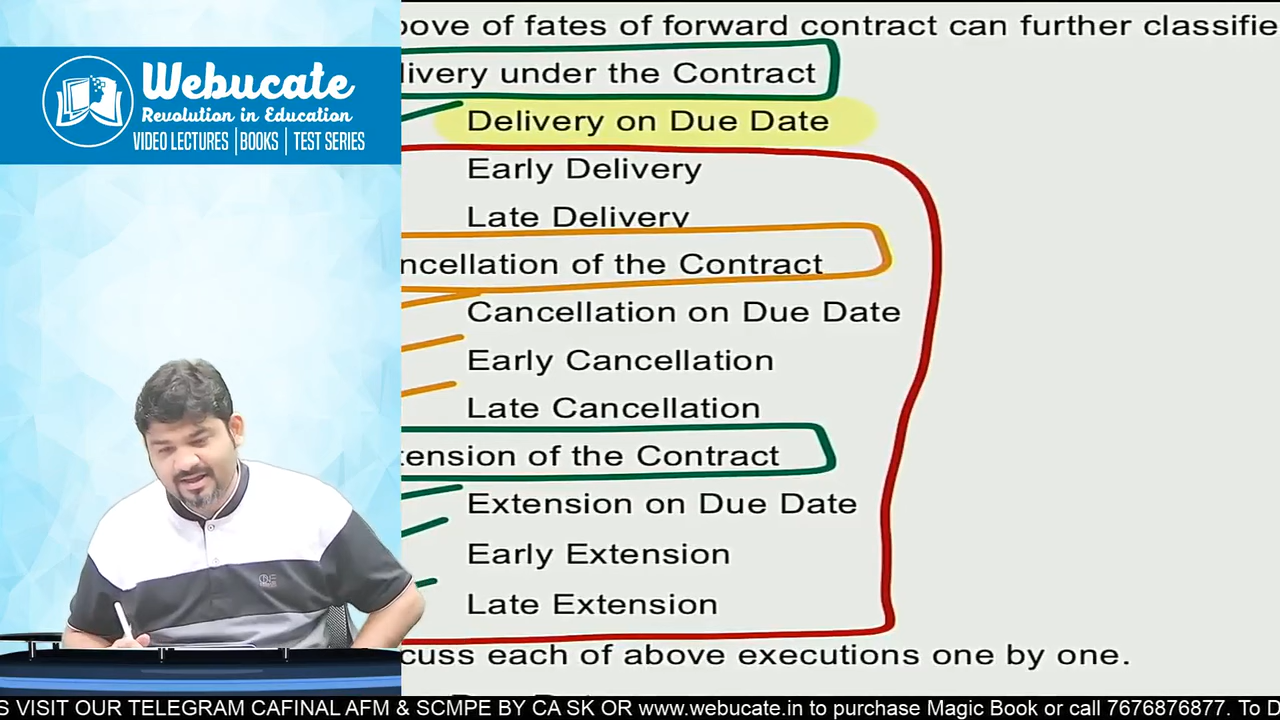 Webucate
Revolution in Education
VIDEO LECTURES | BOOKS | TEST SERIES
bove of fates of forward contract can further classifie
livery under the Contract
Delivery on Due Date
Early Delivery
Late Delivery
ncellation of the Contract
Cancellation on Due Date
Early Cancellation
Late Cancellation
tension of the Contract
Extension on Due Date
Early Extension
Late Extension
cuss each of above executions one by one.
S VISIT OUR TELEGRAM CAFINAL AFM & SCMPE BY CA SK OR www.webucate.in to purchase Magic Book or call 7676876877. To D